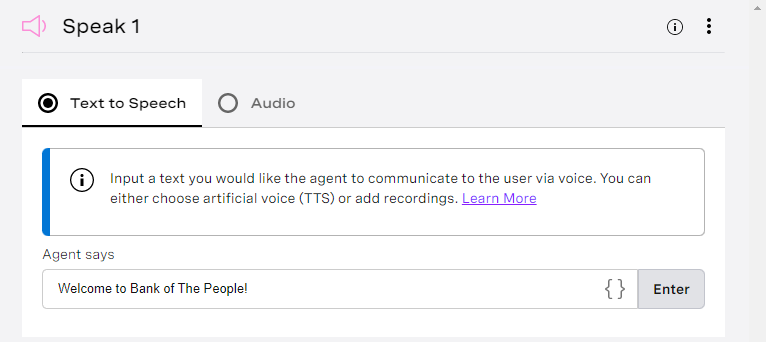 Speak 1
Text to Speech
Audio
Input a text you would like the agent to communicate to the user via voice. You can
either choose artificial voice (TTS) or add recordings. Learn More
Agent says
Welcome to Bank of The People!
{ }
Enter